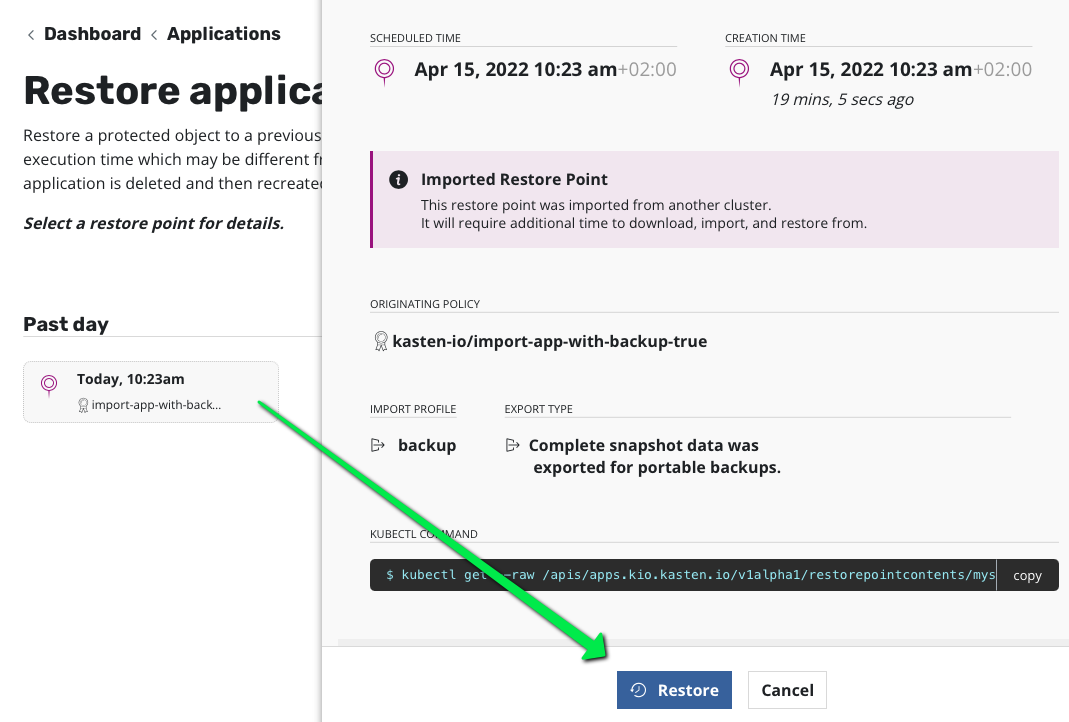 Dashboard
Applications
Restore applica
Restore a protected object to a previous
execution time which may be different fr
application is deleted and then recreated
Select a restore point for details.
Past day
Today, 10:23am
import-app-with-back...
SCHEDULED TIME
Apr 15, 2022 10:23 am+02:00
CREATION TIME
Apr 15, 2022 10:23 am+02:00
19 mins, 5 secs ago
Imported Restore Point
This restore point was imported from another cluster.
It will require additional time to download, import, and restore from.
ORIGINATING POLICY
kasten-io/import-app-with-backup-true
IMPORT PROFILE
backup
EXPORT TYPE
Complete snapshot data was
exported for portable backups.
KUBECTL COMMAND
$ kubectl get --raw /apis/apps.kio.kasten.io/v1alpha1/restorepointcontents/mys
copy
Restore
Cancel